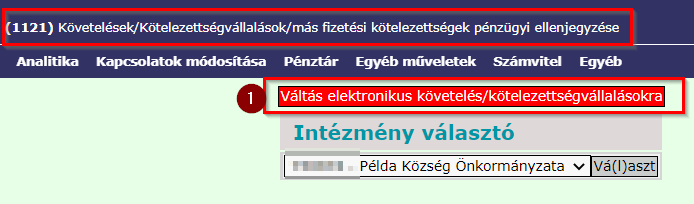 (1121) Követelések/Kötelezettségvállalások/más fizetési kötelezettségek pénzügyi ellenjegyzése
Analitika Kapcsolatok módosítása Pénztár Egyéb műveletek Számvitel Egyéb
1 Váltás elektronikus követelés/kötelezettségvállalásokra
Intézmény választó
Példa Község Önkormányzata Vá(l)aszt